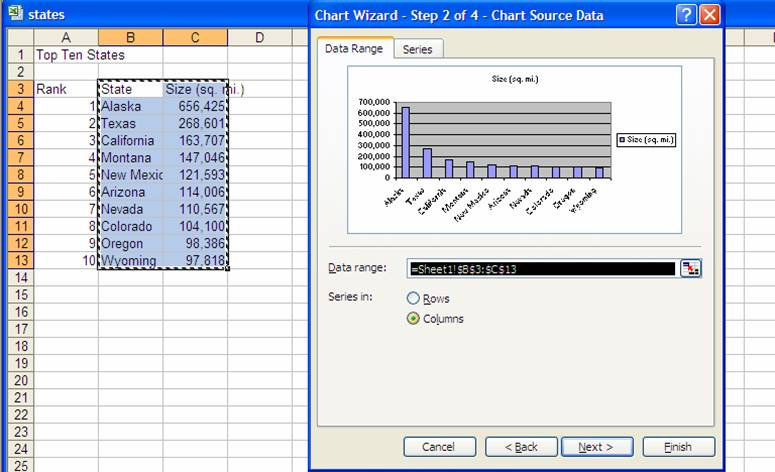 states
A B C D
1 Top Ten States
2
3 Rank State Size (sq. mi.)
4 1 Alaska 656,425
5 2 Texas 268,601
6 3 California 163,707
7 4 Montana 147,046
8 5 New Mexic 121,593
9 6 Arizona 114,006
10 7 Nevada 110,567
11 8 Colorado 104,100
12 9 Oregon 98,386
13 10 Wyoming 97,818
14
15
16
17
18
19
20
21
22
23
24
25
Chart Wizard - Step 2 of 4 - Chart Source Data
Data Range Series
Size (sq. mi.)
700,000
600,000
500,000
400,000
300,000
200,000
100,000
0
Size (sq. mi.)
Alaska Texas California Montana New Mexico Arizona Nevada Colorado Oregon Wyoming
Data range: =Sheet1!$B$3:$C$13
Series in: Rows
Columns
Cancel < Back Next > Finish